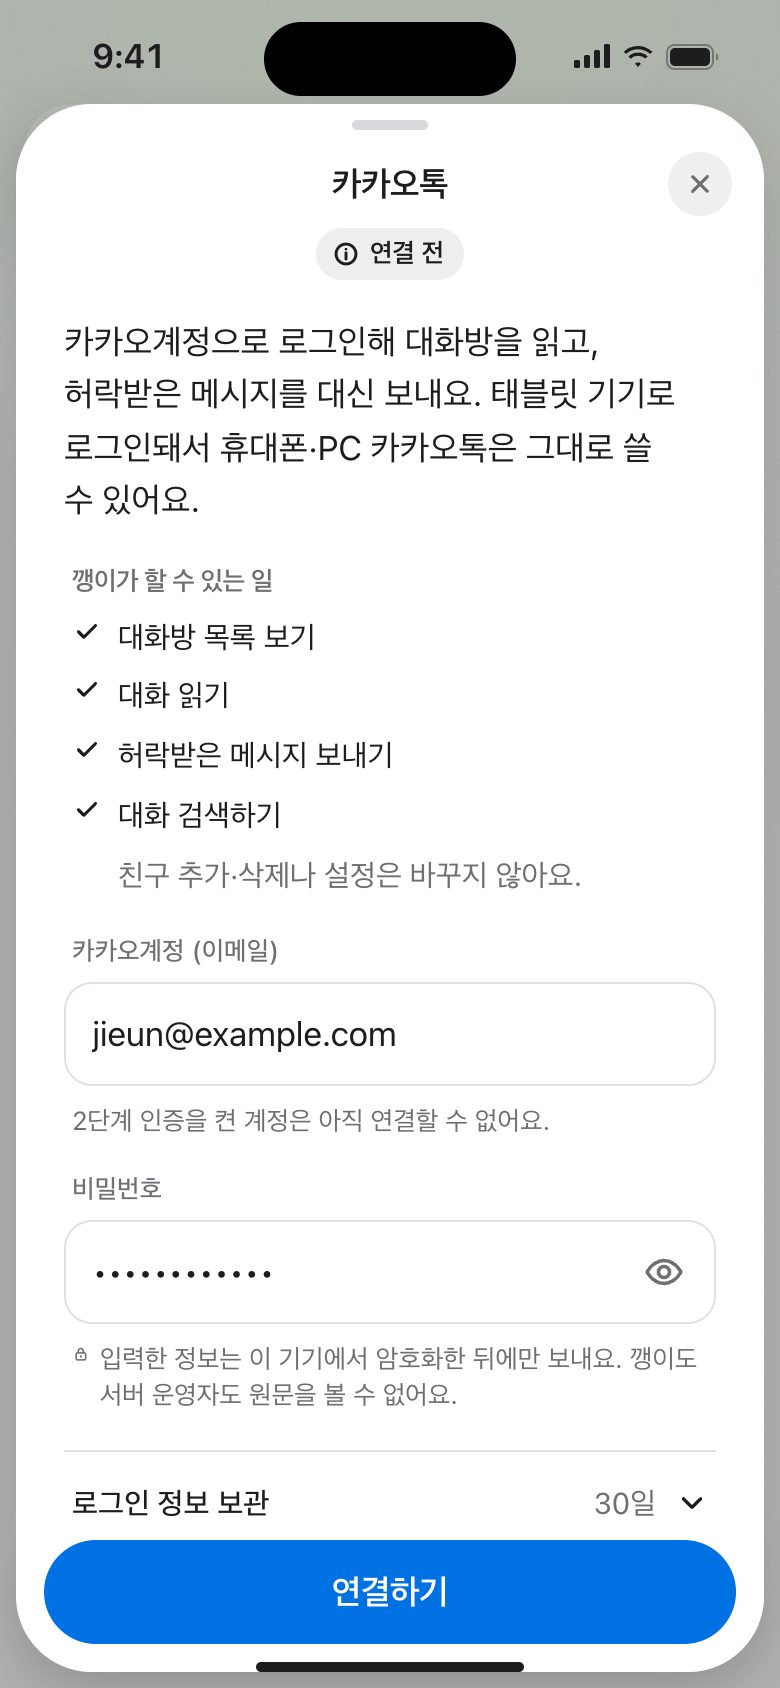 9:41
카카오톡
연결 전
카카오계정으로 로그인해 대화방을 읽고,
허락받은 메시지를 대신 보내요. 태블릿 기기로
로그인돼서 휴대폰·PC 카카오톡은 그대로 쓸
수 있어요.
깽이가 할 수 있는 일
대화방 목록 보기
대화 읽기
허락받은 메시지 보내기
대화 검색하기
친구 추가·삭제나 설정은 바꾸지 않아요.
카카오계정 (이메일)
jieun@example.com
2단계 인증을 켠 계정은 아직 연결할 수 없어요.
비밀번호
••••••••••••
입력한 정보는 이 기기에서 암호화한 뒤에만 보내요. 깽이도
서버 운영자도 원문을 볼 수 없어요.
로그인 정보 보관 30일
연결하기